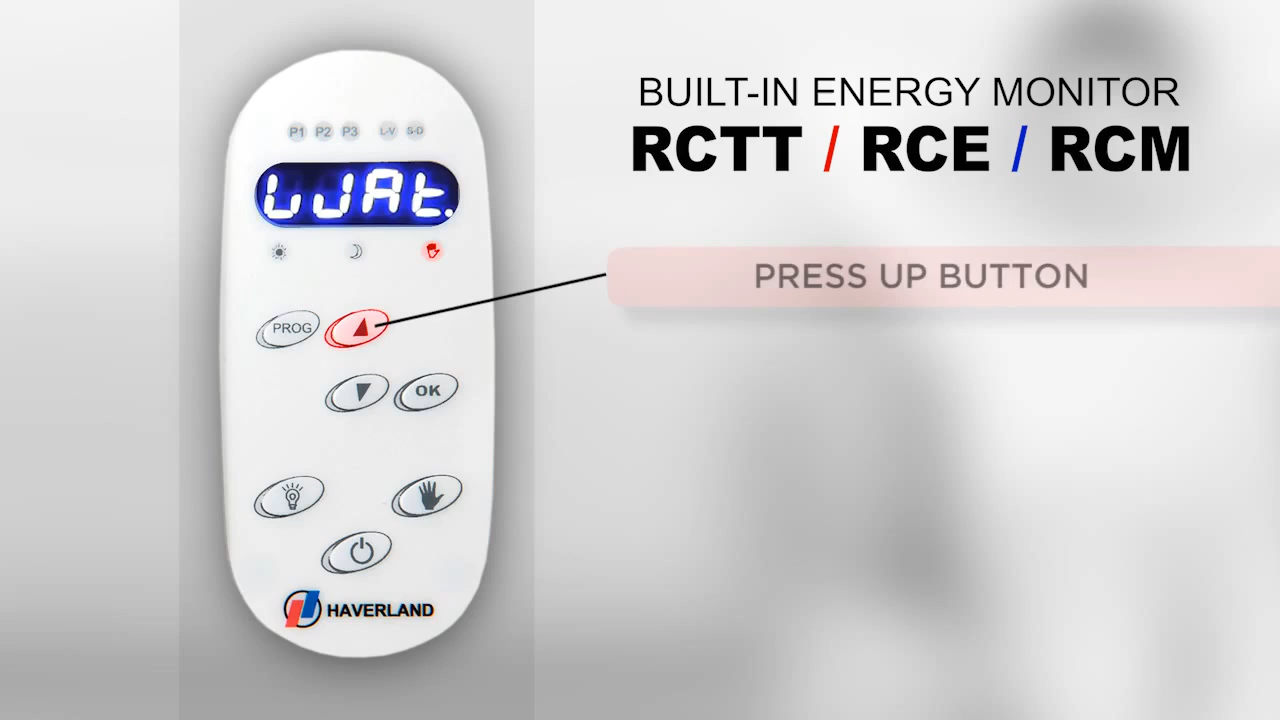 BUILT-IN ENERGY MONITOR
RCTT / RCE / RCM
P1 P2 P3 L-V S-D
WAt.
PRESS UP BUTTON
PROG
OK
HAVERLAND